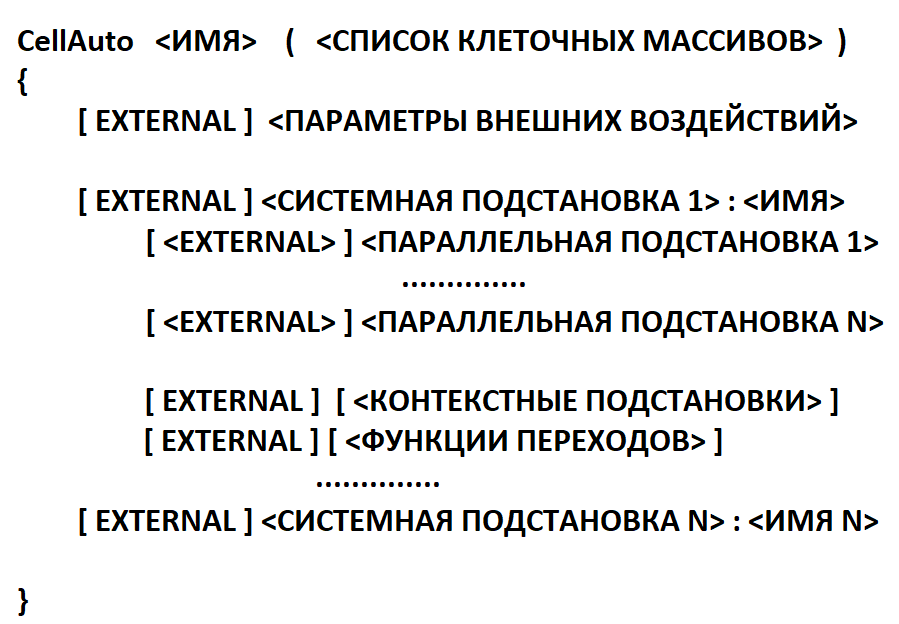 CellAuto <ИМЯ> ( <СПИСОК КЛЕТОЧНЫХ МАССИВОВ> )
{
[ EXTERNAL ] <ПАРАМЕТРЫ ВНЕШНИХ ВОЗДЕЙСТВИЙ>
[ EXTERNAL ] <СИСТЕМНАЯ ПОДСТАНОВКА 1> : <ИМЯ>
[ <EXTERNAL> ] <ПАРАЛЛЕЛЬНАЯ ПОДСТАНОВКА 1>
..............
[ <EXTERNAL> ] <ПАРАЛЛЕЛЬНАЯ ПОДСТАНОВКА N>
[ EXTERNAL ] [ <КОНТЕКСТНЫЕ ПОДСТАНОВКИ> ]
[ EXTERNAL ] [ <ФУНКЦИИ ПЕРЕХОДОВ> ]
..............
[ EXTERNAL ] <СИСТЕМНАЯ ПОДСТАНОВКА N> : <ИМЯ N>
}